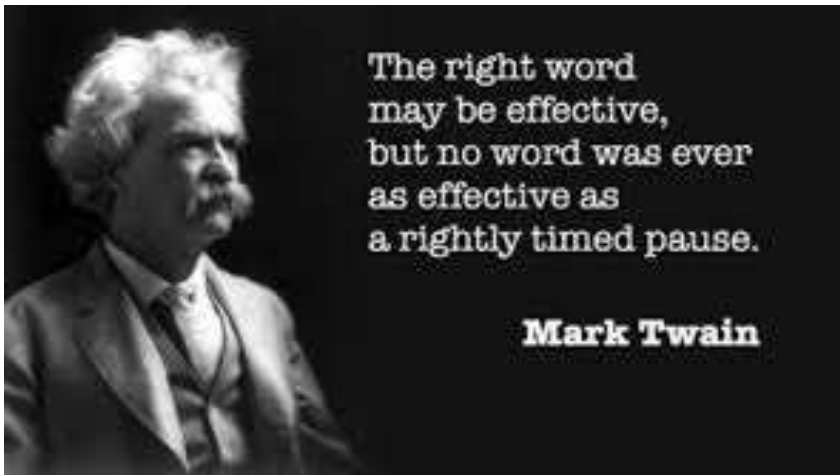 The right word
may be effective,
but no word was ever
as effective as
a rightly timed pause.
Mark Twain